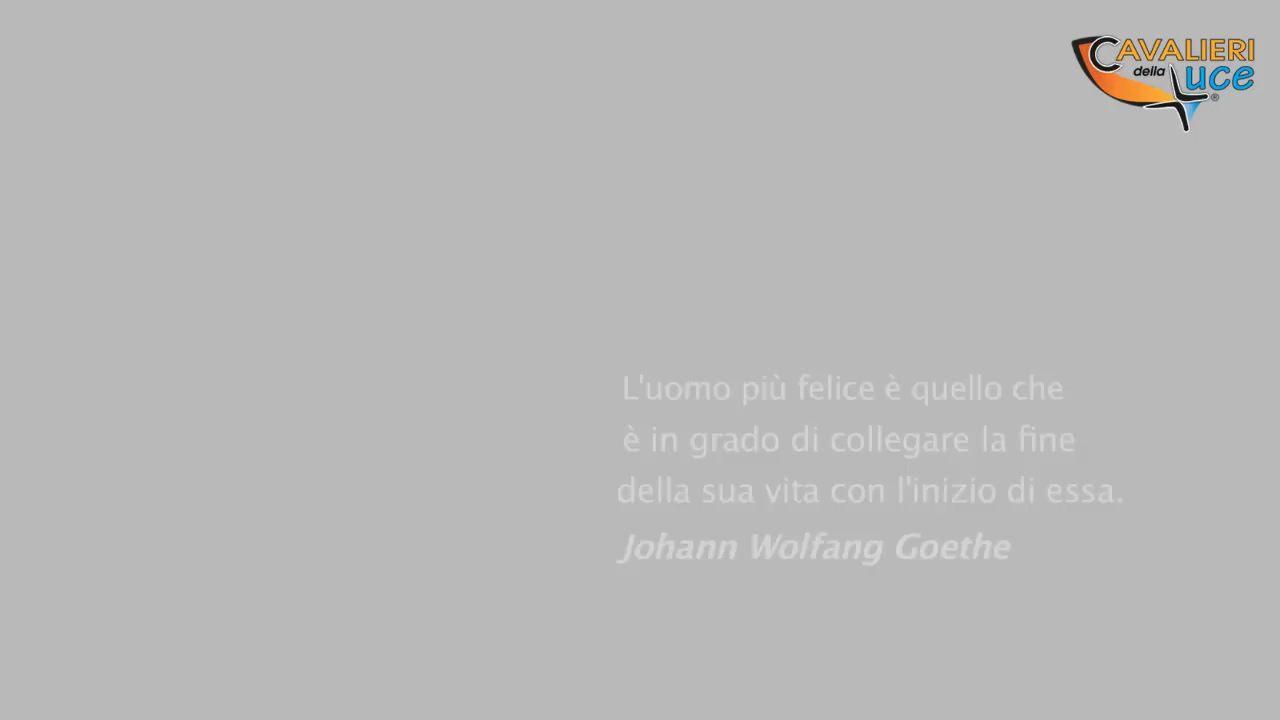 CAVALIERI
della Luce®
L'uomo più felice è quello che
è in grado di collegare la fine
della sua vita con l'inizio di essa.
Johann Wolfang Goethe